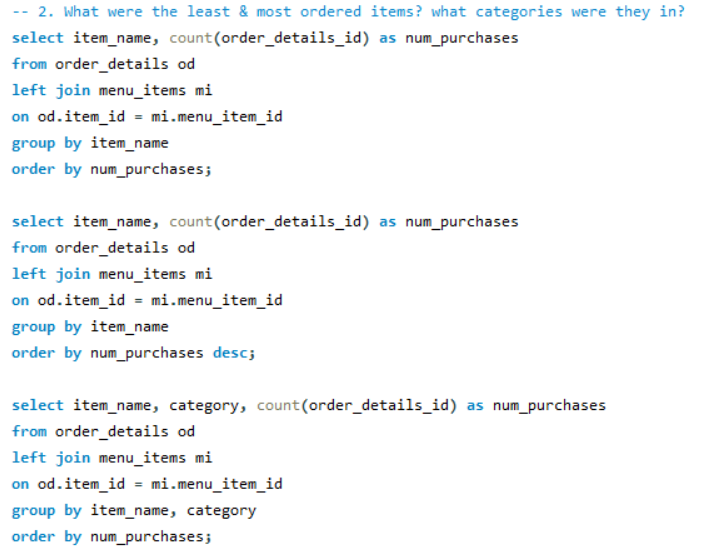 -- 2. What were the least & most ordered items? what categories were they in?
select item_name, count(order_details_id) as num_purchases
from order_details od
left join menu_items mi
on od.item_id = mi.menu_item_id
group by item_name
order by num_purchases;

select item_name, count(order_details_id) as num_purchases
from order_details od
left join menu_items mi
on od.item_id = mi.menu_item_id
group by item_name
order by num_purchases desc;

select item_name, category, count(order_details_id) as num_purchases
from order_details od
left join menu_items mi
on od.item_id = mi.menu_item_id
group by item_name, category
order by num_purchases;